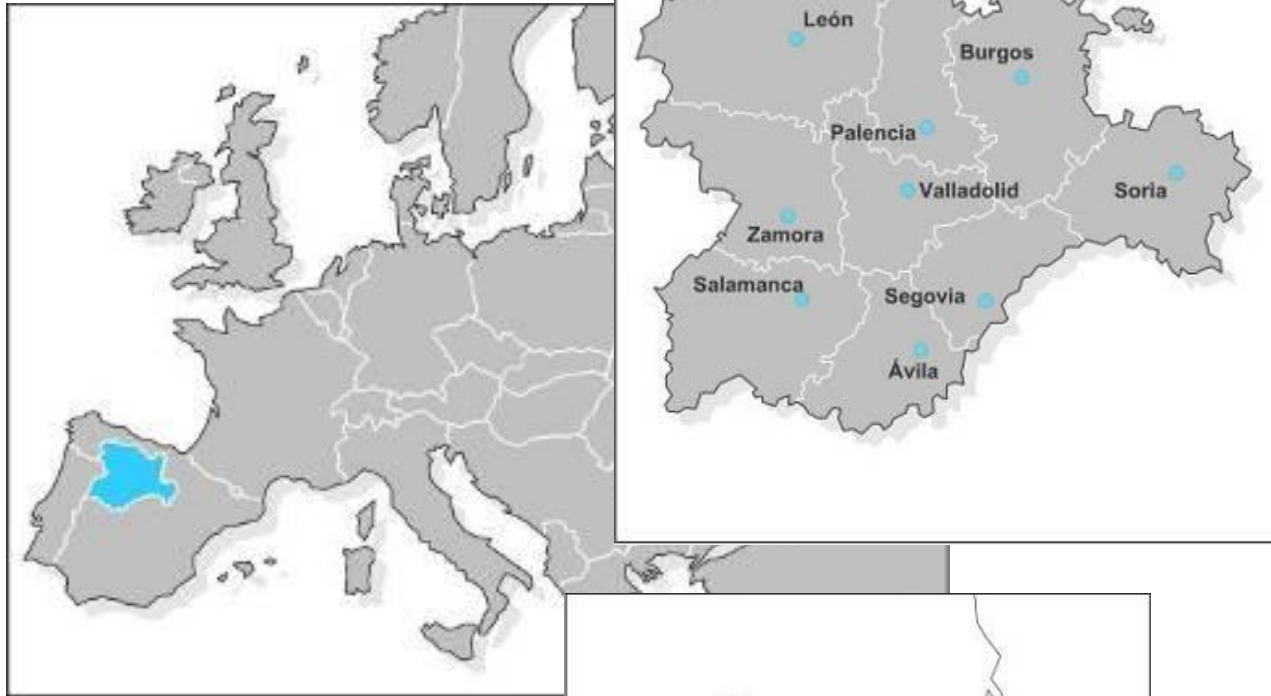 León
Burgos
Palencia
Valladolid
Soria
Zamora
Salamanca
Segovia
Ávila